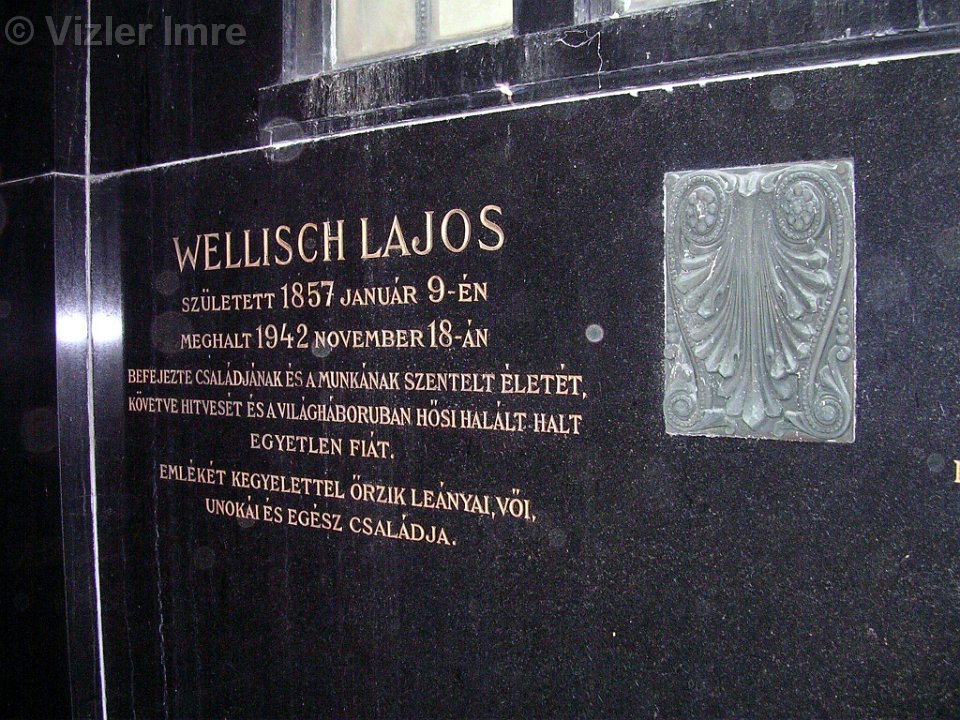 © Vizler Imre
WELLISCH LAJOS
SZÜLETETT 1857 JANUÁR 9-ÉN
MEGHALT 1942 NOVEMBER 18-ÁN
BEFEJEZTE CSALÁDJÁNAK ÉS A MUNKÁNAK SZENTELT ÉLETÉT,
KÖVETVE HITVESÉT ÉS A VILÁGHÁBORUBAN HŐSI HALÁLT HALT
EGYETLEN FIÁT.
EMLÉKÉT KEGYELETTEL ŐRZIK LEÁNYAI, VŐI,
UNOKÁI ÉS EGÉSZ CSALÁDJA.